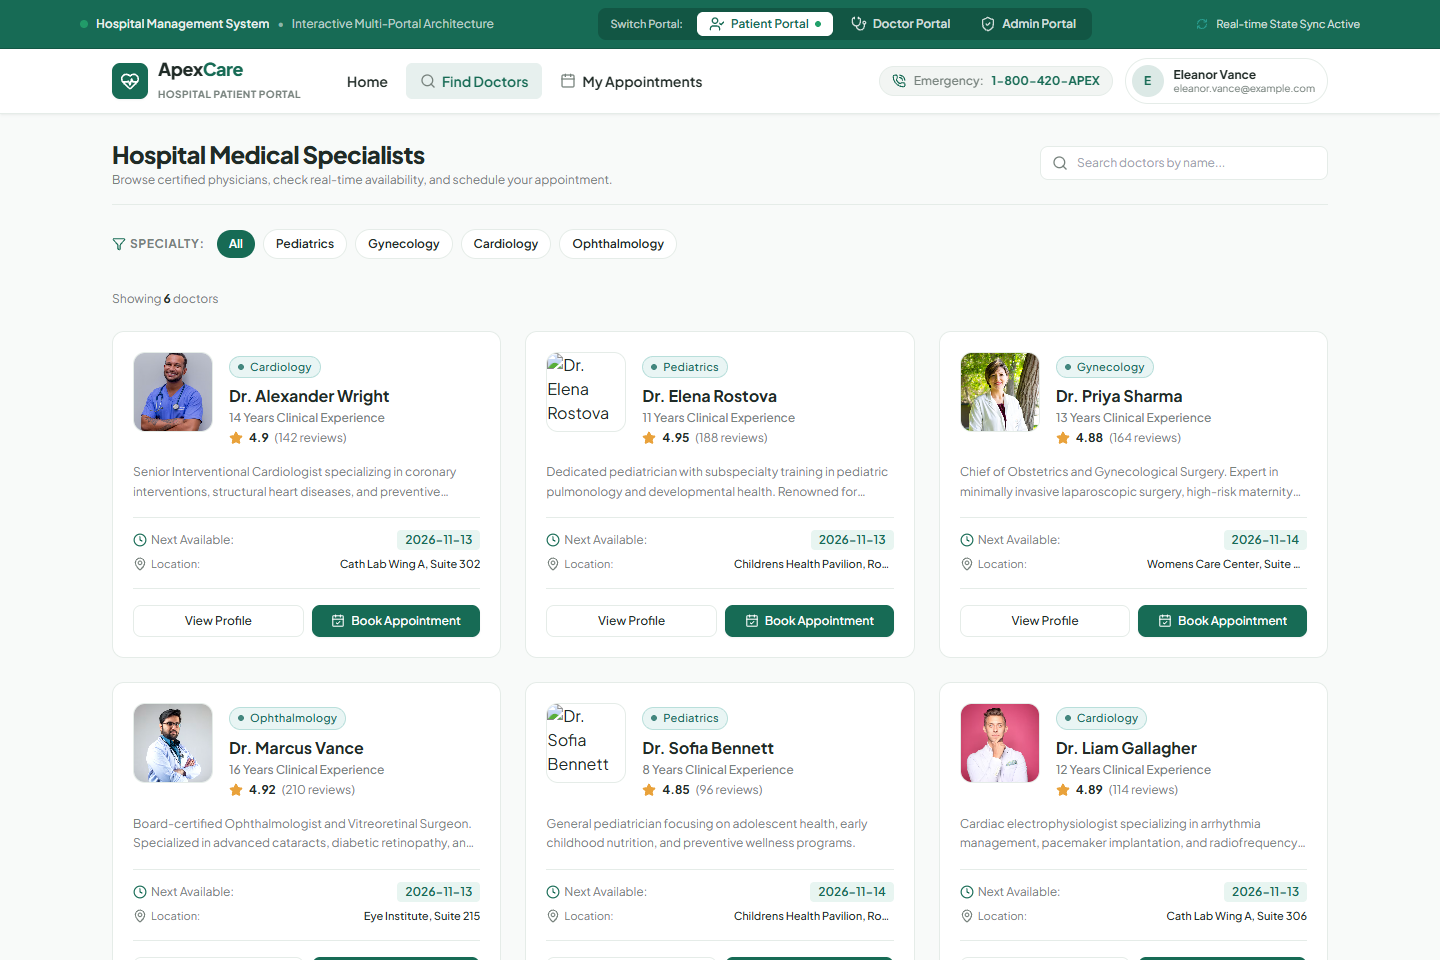 Hospital Management System • Interactive Multi-Portal Architecture
Switch Portal: Patient Portal Doctor Portal Admin Portal
Real-time State Sync Active
ApexCare
HOSPITAL PATIENT PORTAL
Home Find Doctors My Appointments
Emergency: 1-800-420-APEX
E
Eleanor Vance
eleanor.vance@example.com
Hospital Medical Specialists
Browse certified physicians, check real-time availability, and schedule your appointment.
Search doctors by name...
SPECIALTY: All Pediatrics Gynecology Cardiology Ophthalmology
Showing 6 doctors
Cardiology
Dr. Alexander Wright
14 Years Clinical Experience
4.9 (142 reviews)
Senior Interventional Cardiologist specializing in coronary
interventions, structural heart diseases, and preventive...
Next Available: 2026-11-13
Location: Cath Lab Wing A, Suite 302
View Profile Book Appointment
Dr.
Elena
Rostova
Pediatrics
Dr. Elena Rostova
11 Years Clinical Experience
4.95 (188 reviews)
Dedicated pediatrician with subspecialty training in pediatric
pulmonology and developmental health. Renowned for...
Next Available: 2026-11-13
Location: Childrens Health Pavilion, Ro...
View Profile Book Appointment
Gynecology
Dr. Priya Sharma
13 Years Clinical Experience
4.88 (164 reviews)
Chief of Obstetrics and Gynecological Surgery. Expert in
minimally invasive laparoscopic surgery, high-risk maternity...
Next Available: 2026-11-14
Location: Womens Care Center, Suite ...
View Profile Book Appointment
Ophthalmology
Dr. Marcus Vance
16 Years Clinical Experience
4.92 (210 reviews)
Board-certified Ophthalmologist and Vitreoretinal Surgeon.
Specialized in advanced cataracts, diabetic retinopathy, an...
Next Available: 2026-11-13
Location: Eye Institute, Suite 215
Dr.
Sofia
Bennett
Pediatrics
Dr. Sofia Bennett
8 Years Clinical Experience
4.85 (96 reviews)
General pediatrician focusing on adolescent health, early
childhood nutrition, and preventive wellness programs.
Next Available: 2026-11-14
Location: Childrens Health Pavilion, Ro...
Cardiology
Dr. Liam Gallagher
12 Years Clinical Experience
4.89 (114 reviews)
Cardiac electrophysiologist specializing in arrhythmia
management, pacemaker implantation, and radiofrequency...
Next Available: 2026-11-13
Location: Cath Lab Wing A, Suite 306